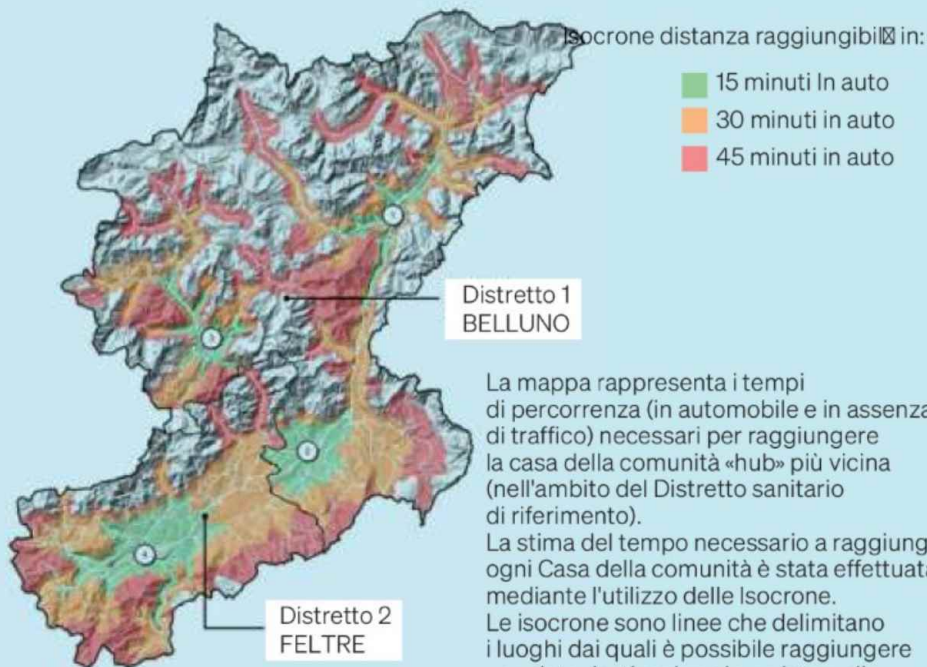 Isocrone distanza raggiungibil in:
15 minuti In auto
30 minuti in auto
45 minuti in auto
Distretto 1
BELLUNO
La mappa rappresenta i tempi
di percorrenza (in automobile e in assenza
di traffico) necessari per raggiungere
la casa della comunità «hub» più vicina
(nell'ambito del Distretto sanitario
di riferimento).
La stima del tempo necessario a raggiung
ogni Casa della comunità è stata effettuata
mediante l'utilizzo delle Isocrone.
Le isocrone sono linee che delimitano
i luoghi dai quali è possibile raggiungere
Distretto 2
FELTRE
4